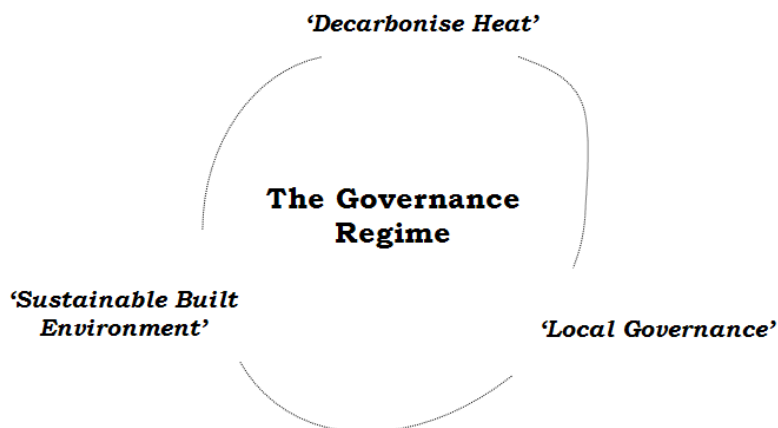 ‘Decarbonise Heat’
The Governance
Regime
‘Sustainable Built
Environment’
‘Local Governance’